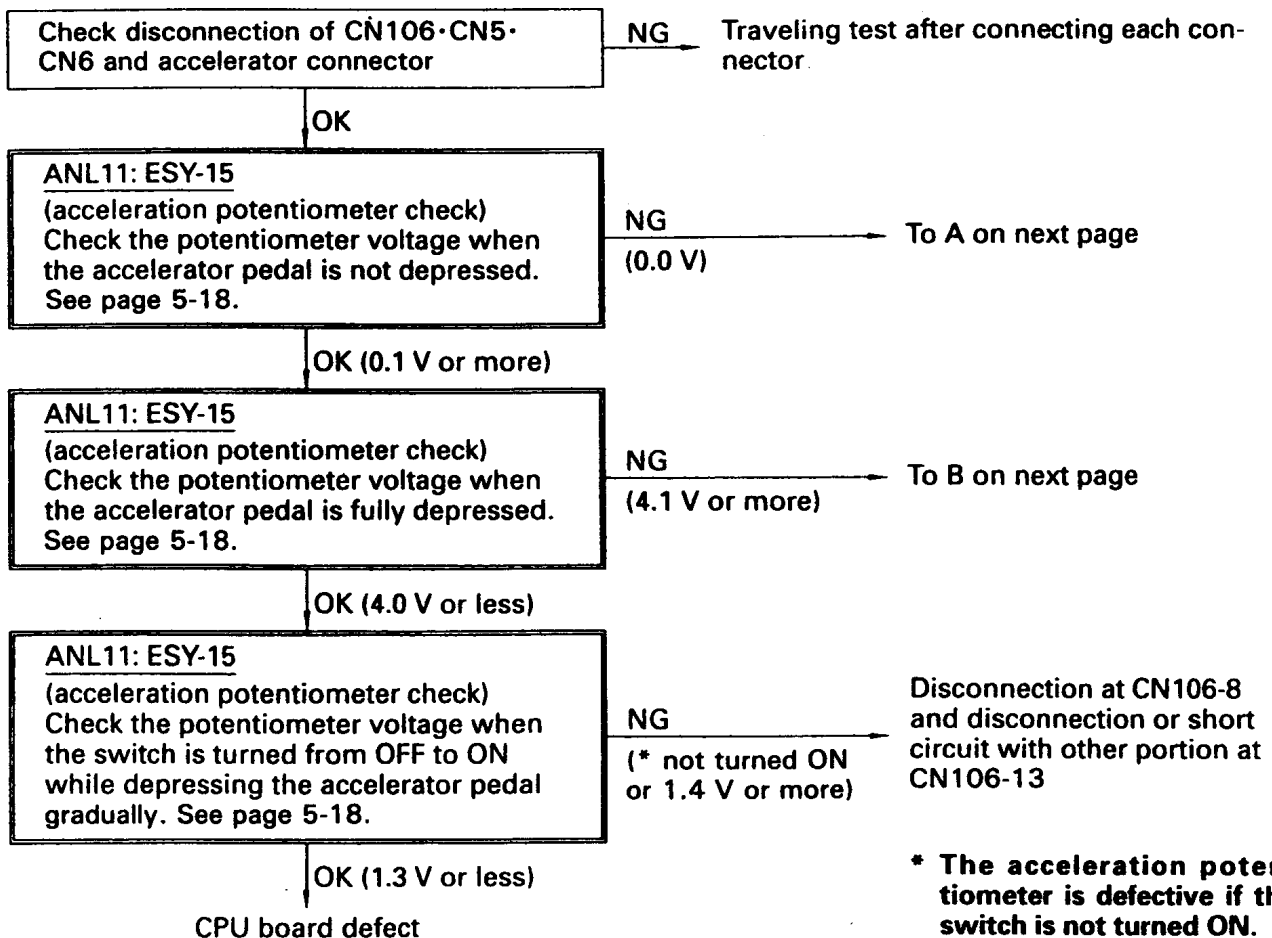 Check disconnection of CN106·CN5·
CN6 and accelerator connector
NG
Traveling test after connecting each con-
nector
OK
ANL11: ESY-15
(acceleration potentiometer check)
Check the potentiometer voltage when
the accelerator pedal is not depressed.
See page 5-18.
NG
(0.0 V)
To A on next page
OK (0.1 V or more)
ANL11: ESY-15
(acceleration potentiometer check)
Check the potentiometer voltage when
the accelerator pedal is fully depressed.
See page 5-18.
NG
(4.1 V or more)
To B on next page
OK (4.0 V or less)
ANL11: ESY-15
(acceleration potentiometer check)
Check the potentiometer voltage when
the switch is turned from OFF to ON
while depressing the accelerator pedal
gradually. See page 5-18.
NG
(* not turned ON
or 1.4 V or more)
Disconnection at CN106-8
and disconnection or short
circuit with other portion at
CN106-13
OK (1.3 V or less)
CPU board defect
* The acceleration poten
tiometer is defective if th
switch is not turned ON.